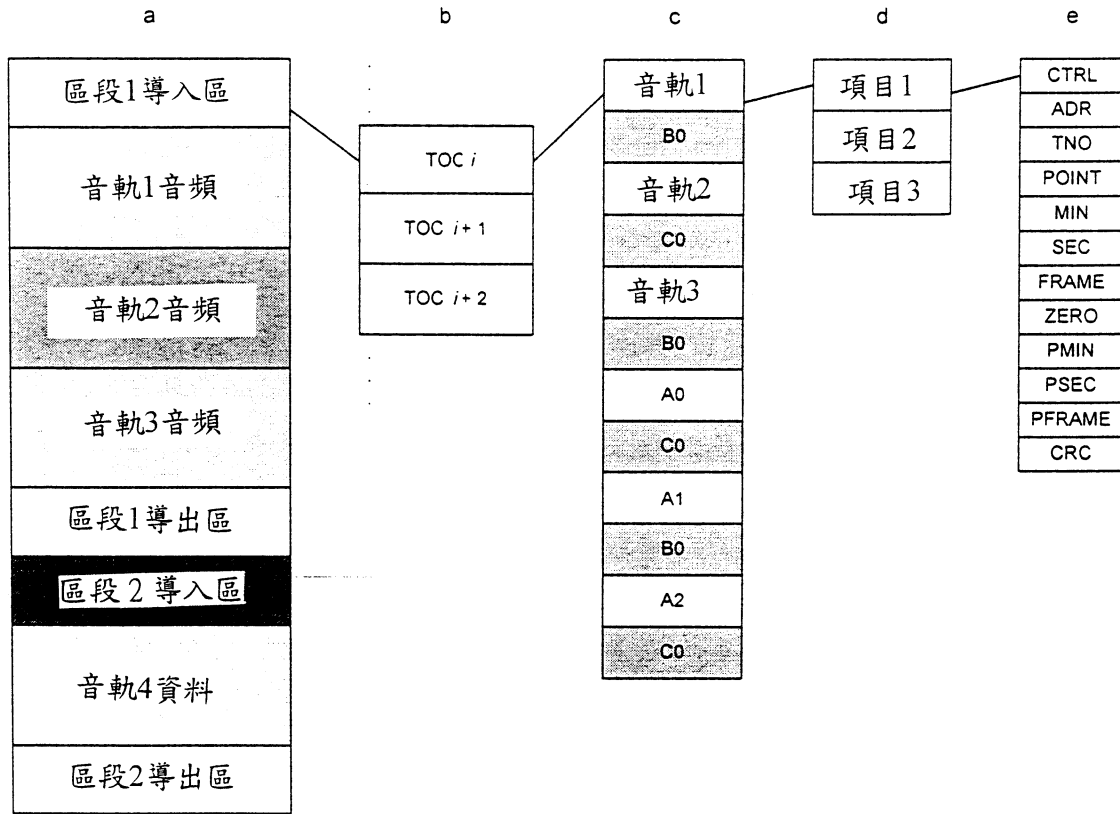 a
b
c
d
e
區段1導入區
音軌1音頻
音軌2音頻
音軌3音頻
區段1導出區
區段2導入區
音軌4資料
區段2導出區
TOC i
TOC i+1
TOC i+2
音軌1
B0
音軌2
C0
音軌3
B0
A0
C0
A1
B0
A2
C0
項目1
項目2
項目3
CTRL
ADR
TNO
POINT
MIN
SEC
FRAME
ZERO
PMIN
PSEC
PFRAME
CRC